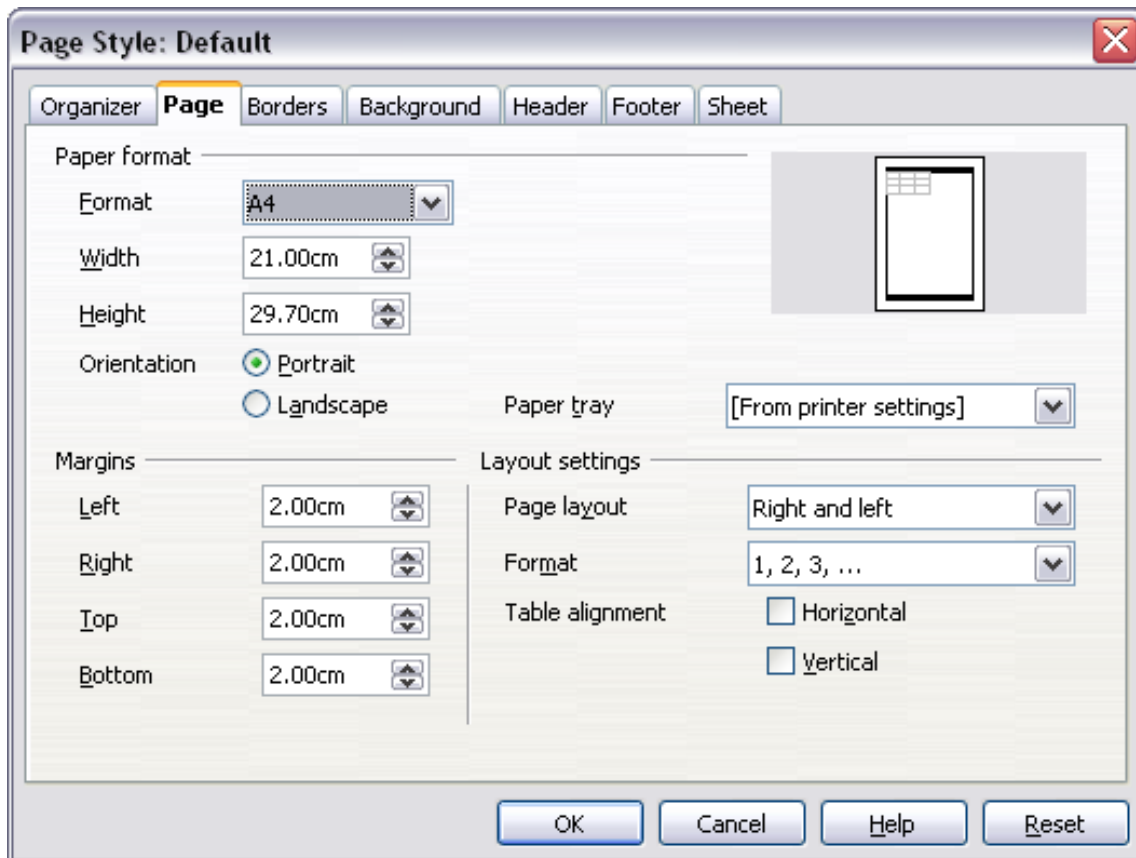 Page Style: Default
Organizer Page Borders Background Header Footer Sheet
Paper format
Format A4
Width 21.00cm
Height 29.70cm
Orientation Portrait
Landscape Paper tray [From printer settings]
Margins Layout settings
Left 2.00cm Page layout Right and left
Right 2.00cm Format 1, 2, 3, ...
Top 2.00cm Table alignment Horizontal
Bottom 2.00cm Vertical
OK Cancel Help Reset